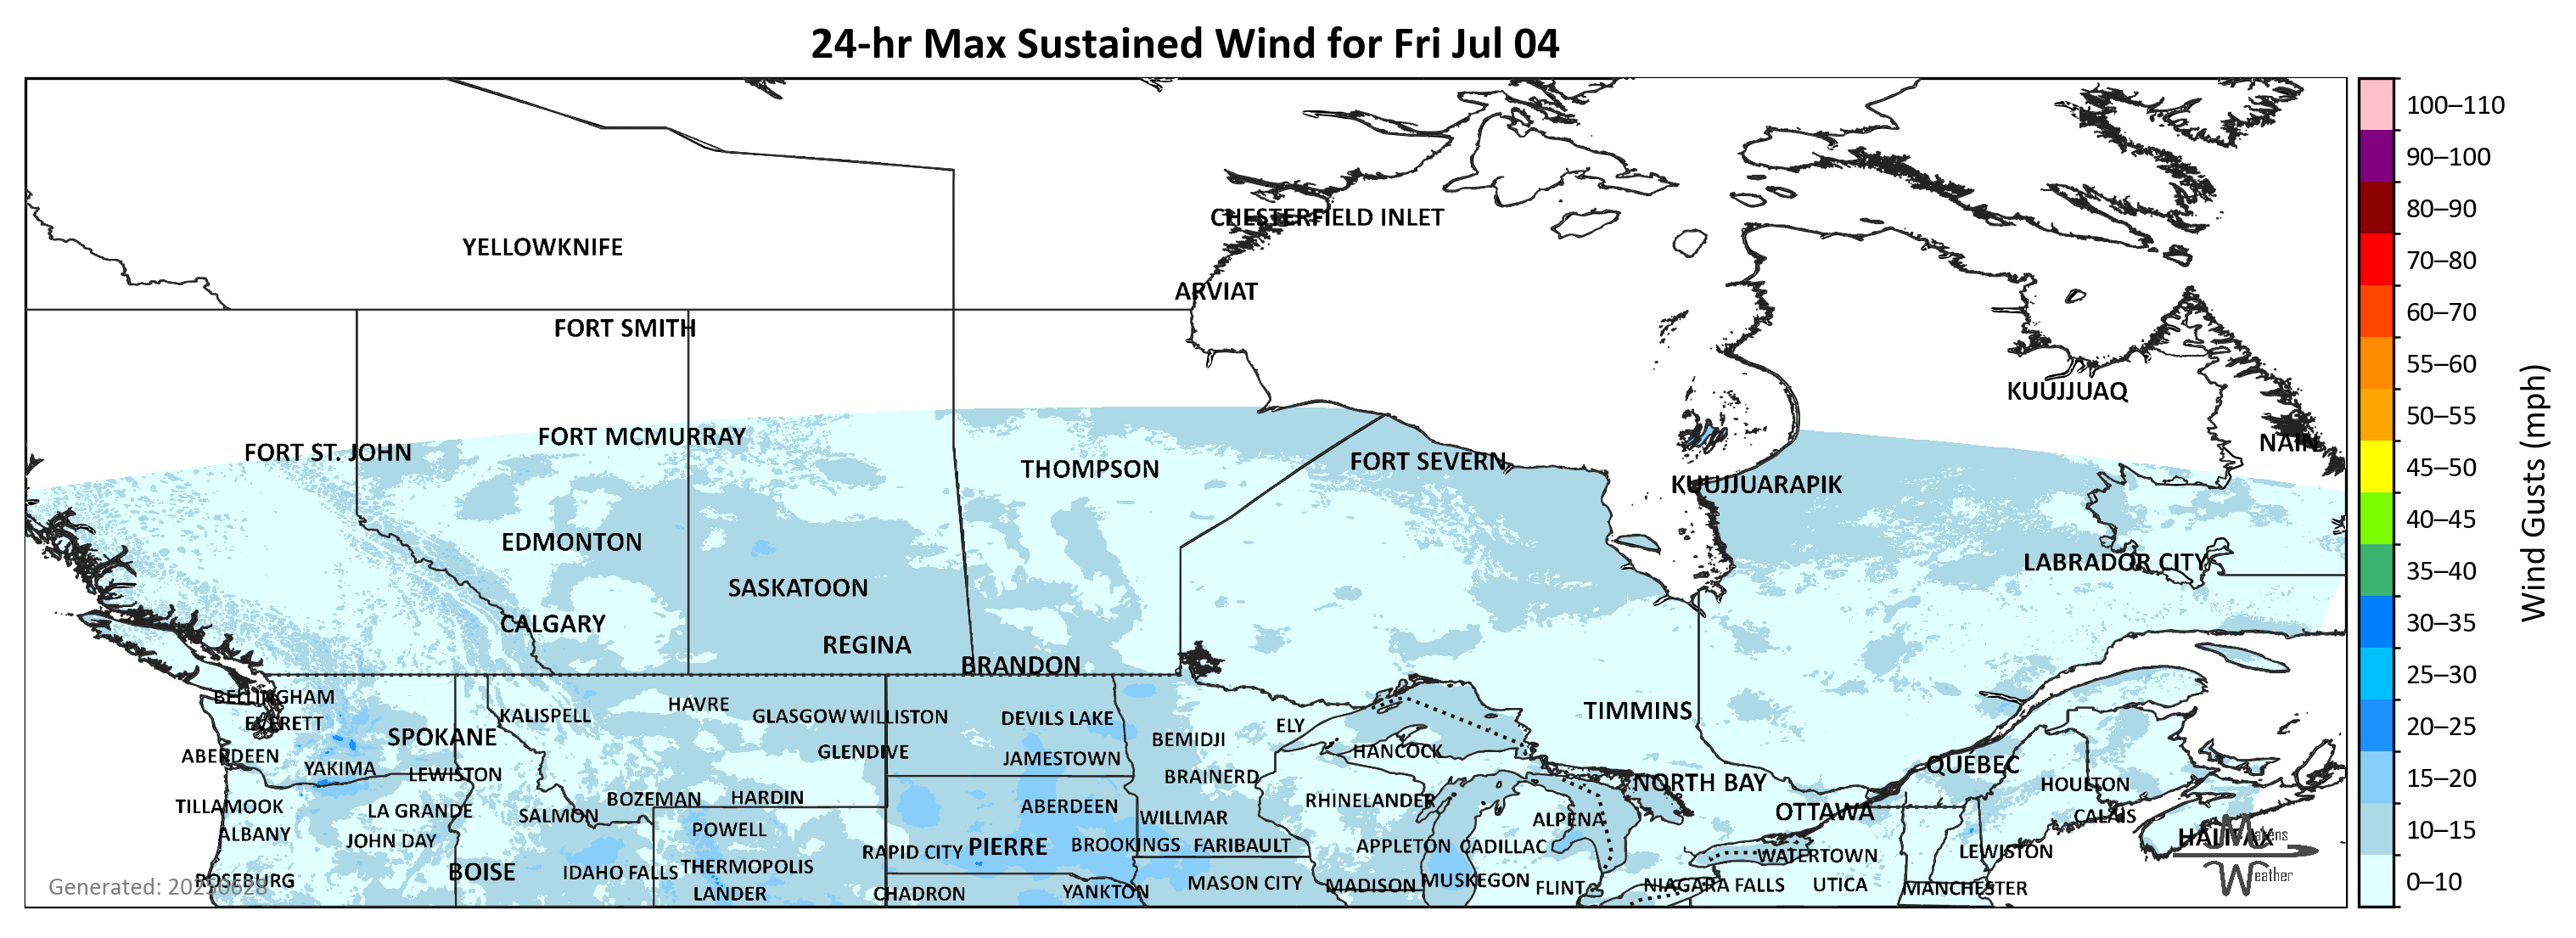 24-hr Max Sustained Wind for Fri Jul 04
100–110
90–100
80–90
CHESTERFIELD INLET
YELLOWKNIFE
70–80
ARVIAT
60–70
FORT SMITH
55–60
KUUJJUAQ
50–55
FORT MCMURRAY
NAIN
FORT ST. JOHN
THOMPSON
FORT SEVERN
45–50
KUUJJUARAPIK
40–45
Wind Gusts (mph)
EDMONTON
LABRADOR CITY
35–40
SASKATOON
CALGARY
30–35
REGINA
BRANDON
25–30
BELLINGHAM
HAVRE
TIMMINS
KALISPELL
GLASGOW
WILLISTON
DEVILS LAKE
EVERETT
ELY
20–25
SPOKANE
BEMIDJI
HANCOCK
ABERDEEN
GLENDIVE
JAMESTOWN
QUÉBEC
YAKIMA
LEWISTON
BRAINERD
15–20
NORTH BAY
HOULTON
BOZEMAN
HARDIN
RHINELANDER
TILLAMOOK
LA GRANDE
ABERDEEN
OTTAWA
SALMON
WILLMAR
ALPENA
CALAIS
10–15
ALBANY
POWELL
HALIFAX
Makens
JOHN DAY
PIERRE
BROOKINGS
FARIBAULT
APPLETON
CADILLAC
RAPID CITY
WATERTOWN
LEWISTON
BOISE
IDAHO FALLS
THERMOPOLIS
Weather
ROSEBURG
Generated: 20250628
MASON CITY
MADISON
MUSKEGON
FLINT
NIAGARA FALLS
UTICA
MANCHESTER
0–10
LANDER
CHADRON
YANKTON